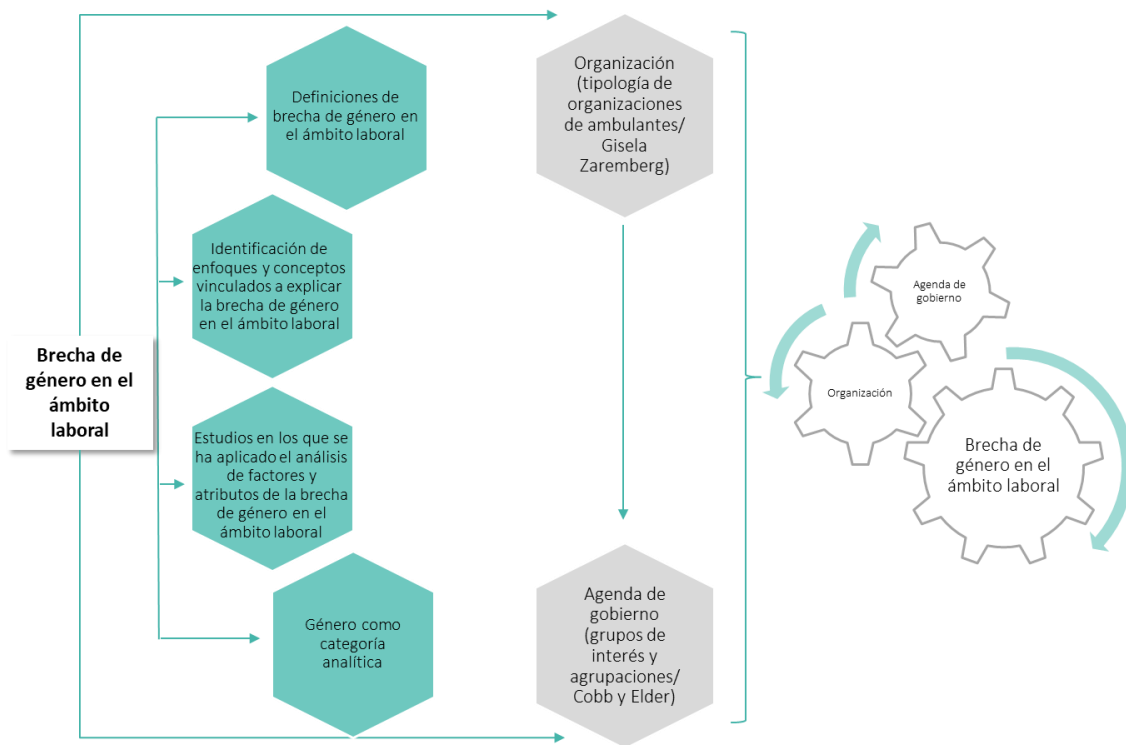 Brecha de
género en el
ámbito
laboral
Definiciones de
brecha de género en
el ámbito laboral
Identificación de
enfoques y conceptos
vinculados a explicar
la brecha de género
en el ámbito laboral
Estudios en los que se
ha aplicado el análisis
de factores y
atributos de la brecha
de género en el
ámbito laboral
Género como
categoría
analítica
Organización
(tipología de
organizaciones
de ambulantes/
Gisela
Zaremberg)
Agenda de
gobierno
(grupos de
interés y
agrupaciones/
Cobb y Elder)
Agenda de
gobierno
Organización
Brecha de
género en el
ámbito laboral